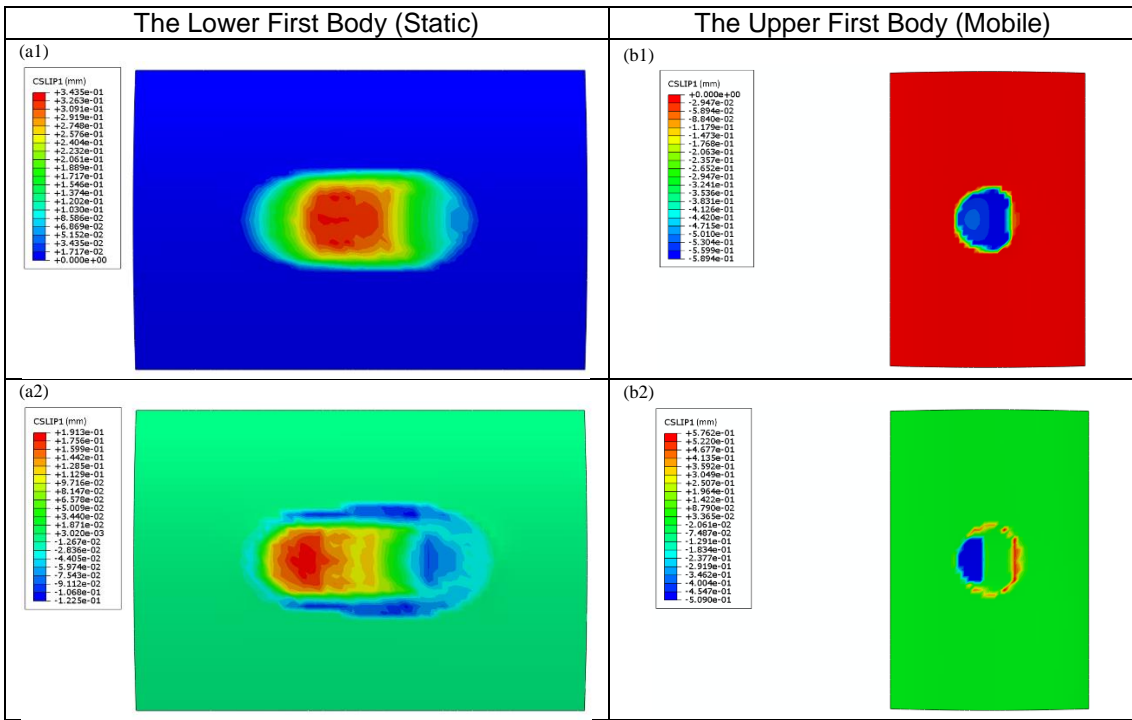 The Lower First Body (Static)
The Upper First Body (Mobile)
(a1)
CSLIP1 (mm)
+3.435e-01
+3.263e-01
+3.091e-01
+2.919e-01
+2.748e-01
+2.576e-01
+2.404e-01
+2.232e-01
+2.061e-01
+1.889e-01
+1.717e-01
+1.546e-01
+1.374e-01
+1.202e-01
+1.030e-01
+8.586e-02
+6.869e-02
+5.152e-02
+3.435e-02
+1.717e-02
+0.000e+00
(b1)
CSLIP1 (mm)
+0.000e+00
-2.947e-02
-5.894e-02
-8.840e-02
-1.179e-01
-1.473e-01
-1.768e-01
-2.063e-01
-2.357e-01
-2.652e-01
-2.947e-01
-3.241e-01
-3.536e-01
-3.831e-01
-4.126e-01
-4.420e-01
-4.715e-01
-5.010e-01
-5.304e-01
-5.599e-01
-5.894e-01
(a2)
CSLIP1 (mm)
+1.913e-01
+1.756e-01
+1.599e-01
+1.442e-01
+1.285e-01
+1.129e-01
+9.716e-02
+8.147e-02
+6.578e-02
+5.009e-02
+3.440e-02
+1.871e-02
+3.020e-03
-1.267e-02
-2.836e-02
-4.405e-02
-5.974e-02
-7.543e-02
-9.112e-02
-1.068e-01
-1.225e-01
(b2)
CSLIP1 (mm)
+5.762e-01
+5.220e-01
+4.677e-01
+4.135e-01
+3.592e-01
+3.049e-01
+2.507e-01
+1.964e-01
+1.422e-01
+8.790e-02
+3.365e-02
-2.061e-02
-7.487e-02
-1.291e-01
-1.834e-01
-2.377e-01
-2.919e-01
-3.462e-01
-4.004e-01
-4.547e-01
-5.090e-01